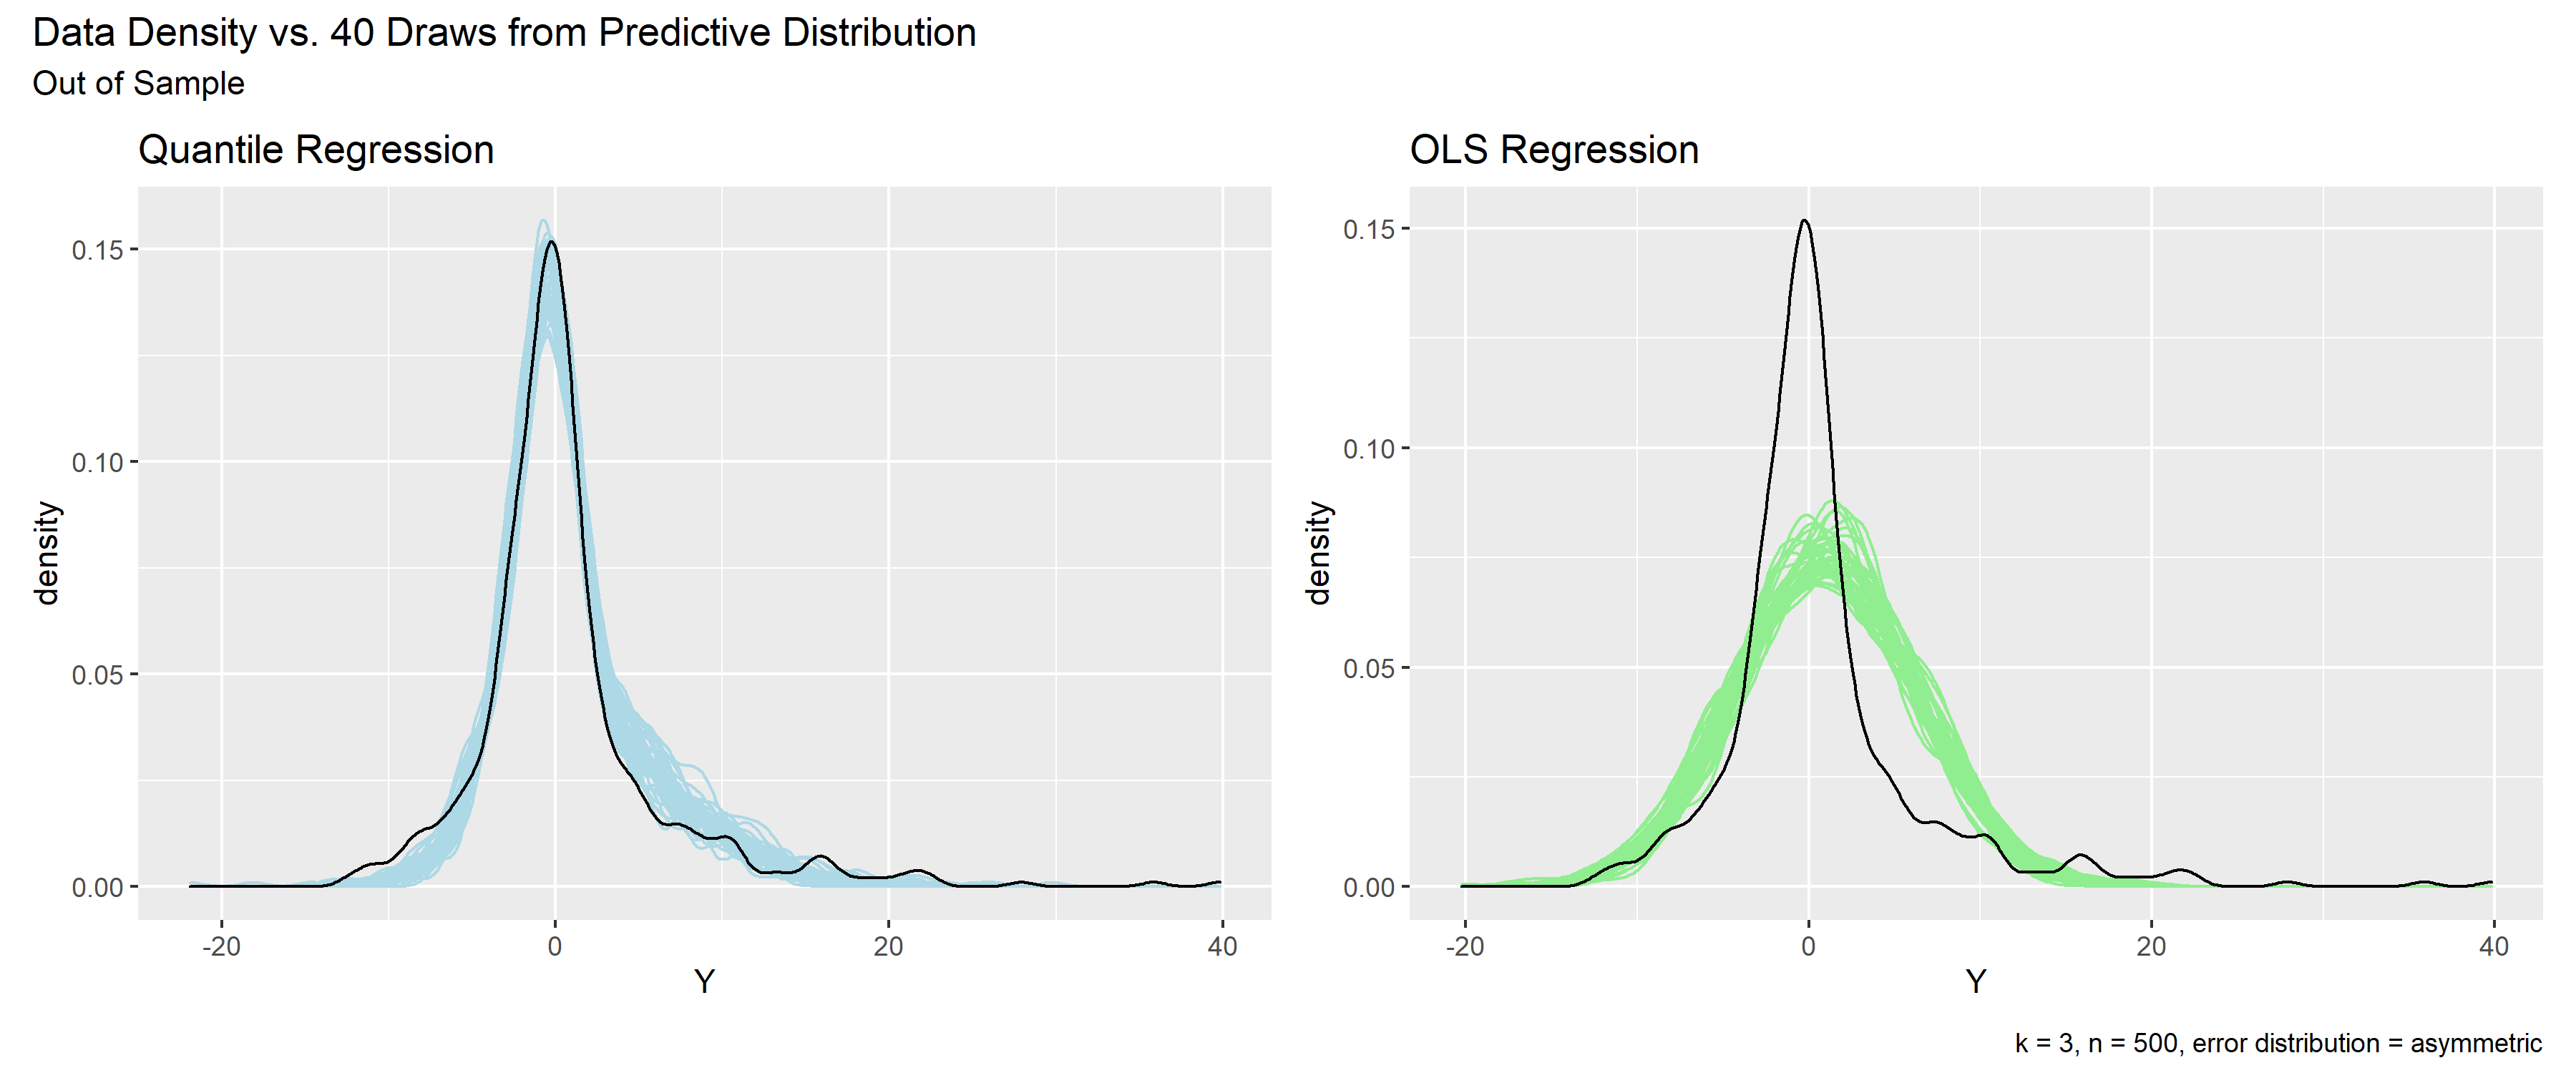 Data Density vs. 40 Draws from Predictive Distribution
Out of Sample
Quantile Regression
0.15
0.10
0.05
0.00
density
-20 0 20 40
Y
OLS Regression
0.15
0.10
0.05
0.00
density
-20 0 20 40
Y
k = 3, n = 500, error distribution = asymmetric